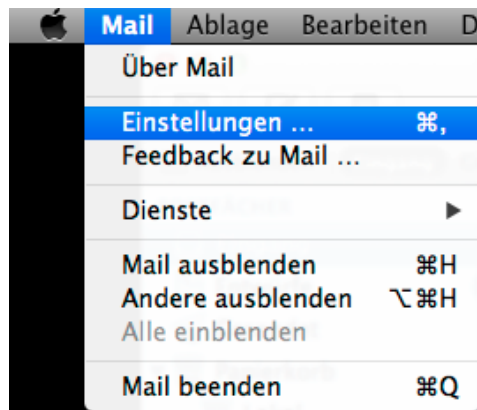 Mail Ablage Bearbeiten D
Über Mail
Einstellungen ... ⌘,
Feedback zu Mail ...
Dienste ▶
Mail ausblenden ⌘H
Andere ausblenden ⌥⌘H
Alle einblenden
Mail beenden ⌘Q